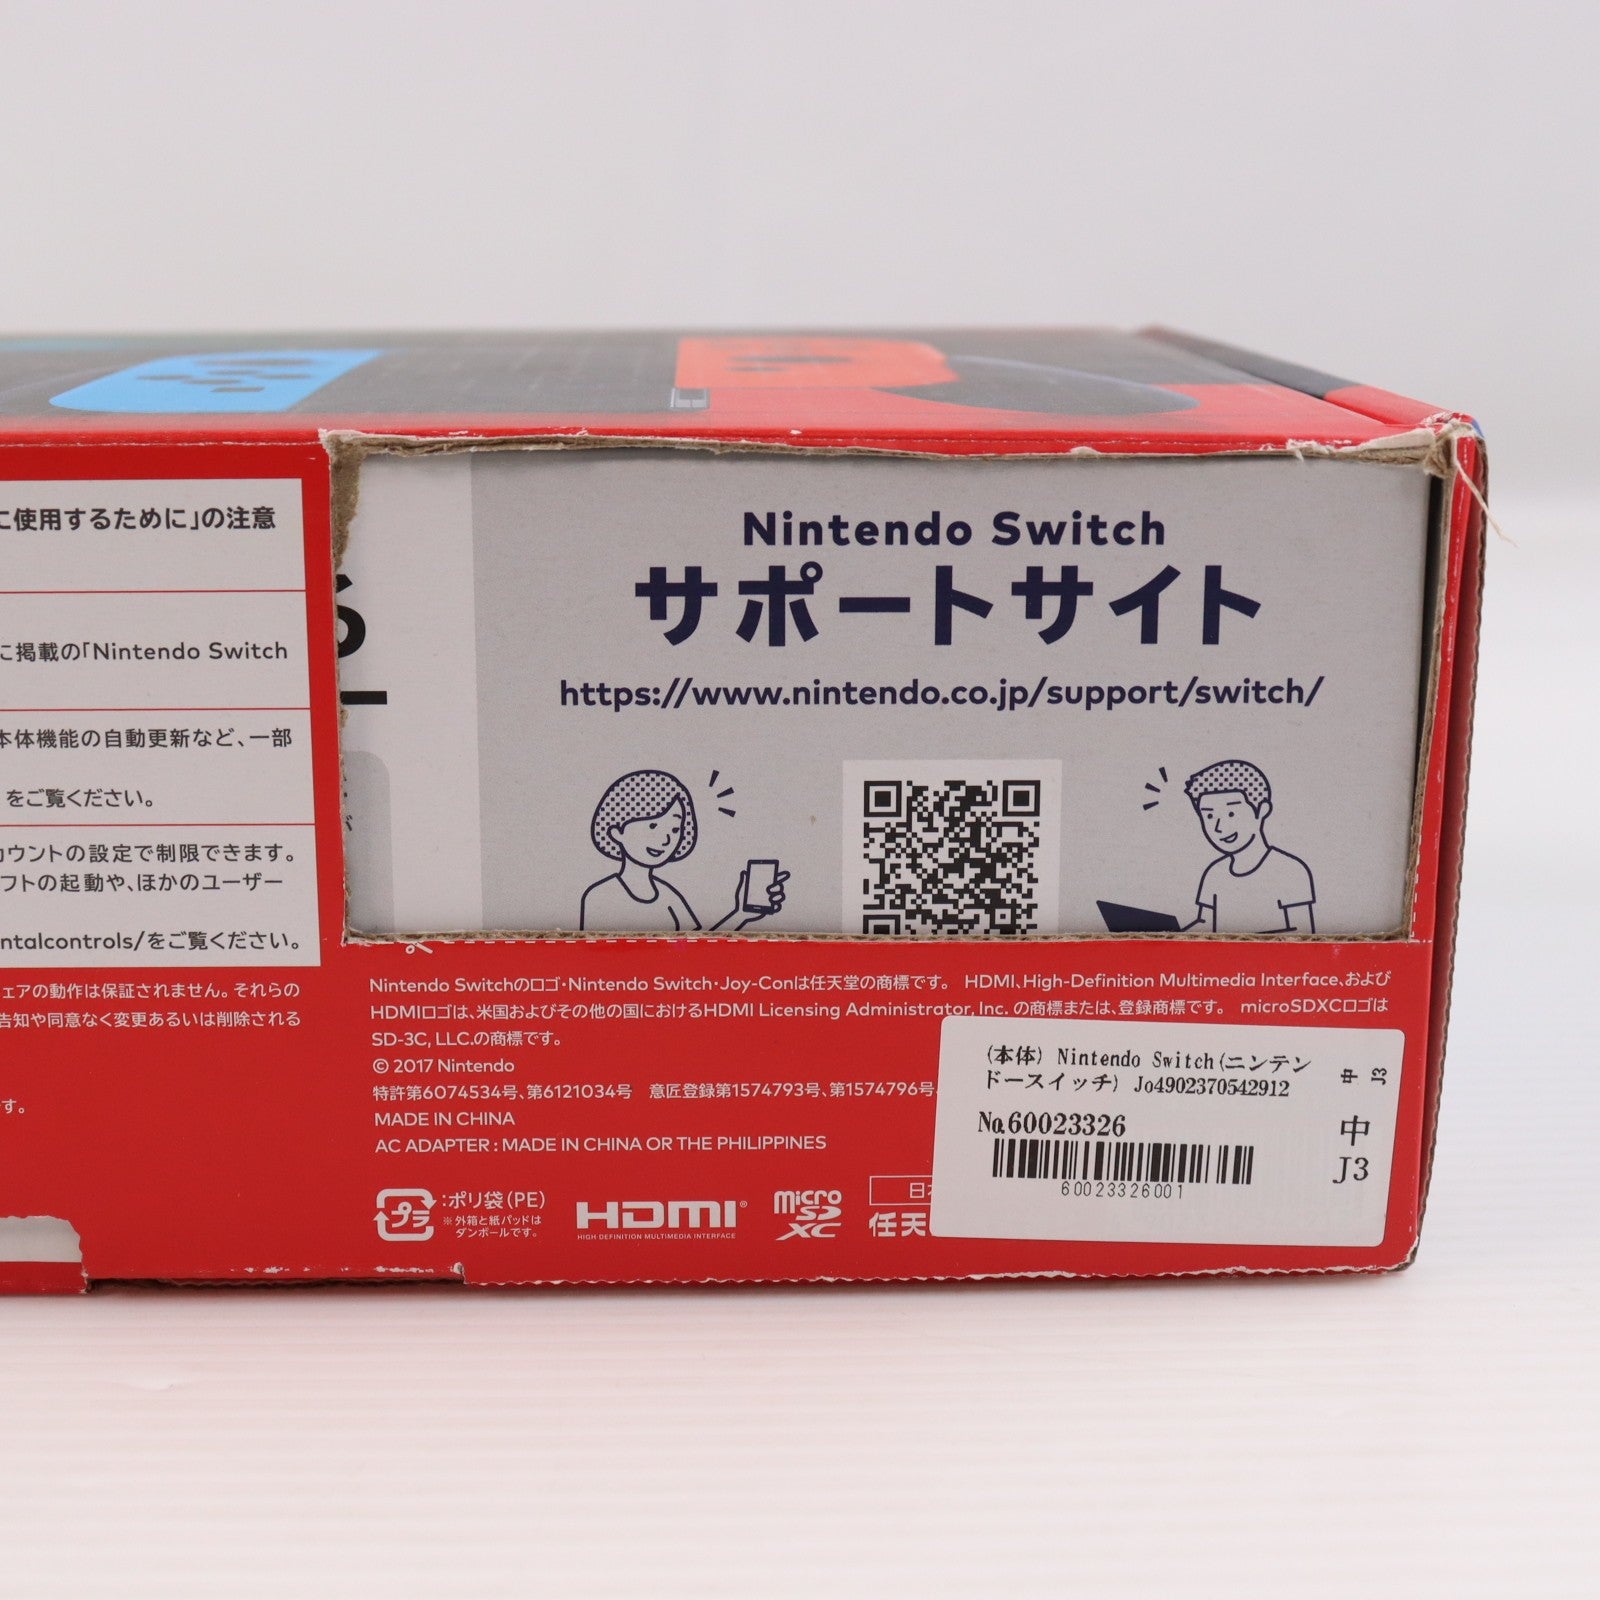 に使用するために」の注意
に掲載の「Nintendo Switch
本体機能の自動更新など、一部
をご覧ください。
カウントの設定で制限できます。
フトの起動や、ほかのユーザー
ntalcontrols/をご覧ください。
ェアの動作は保証されません。それらの
告知や同意なく変更あるいは削除される
です。
Nintendo Switch
サポートサイト
https://www.nintendo.co.jp/support/switch/
Nintendo Switchのロゴ・Nintendo Switch・Joy-Conは任天堂の商標です。 HDMI、High-Definition Multimedia Interface、および
HDMIロゴは、米国およびその他の国におけるHDMI Licensing Administrator, Inc. の商標または、登録商標です。 microSDXCロゴは
SD-3C, LLC.の商標です。
© 2017 Nintendo
特許第6074534号、第6121034号 意匠登録第1574793号、第1574796号、
MADE IN CHINA
AC ADAPTER : MADE IN CHINA OR THE PHILIPPINES
プラ
:ポリ袋(PE)
※外箱と紙パッドは
ダンボールです。
HDMI®
HIGH-DEFINITION MULTIMEDIA INTERFACE
micro
SD
XC
日本
任天
(本体) Nintendo Switch(ニンテン
ドースイッチ) Jo4902370542912
中 J3
No.60023326
60023326001
中
J3